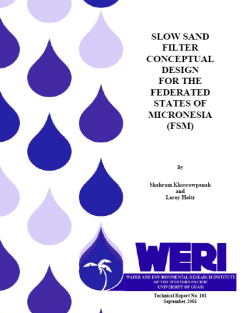 SLOW SAND
FILTER
CONCEPTUAL
DESIGN
FOR THE
FEDERATED
STATES OF
MICRONESIA
(FSM)
By
Shahram Khosrowpanah
and
Leroy Heitz
WERI
WATER AND ENVIRONMENTAL RESEARCH INSTITUTE
OF THE WESTERN PACIFIC
UNIVERSITY OF GUAM
Technical Report No. 101
September 2003